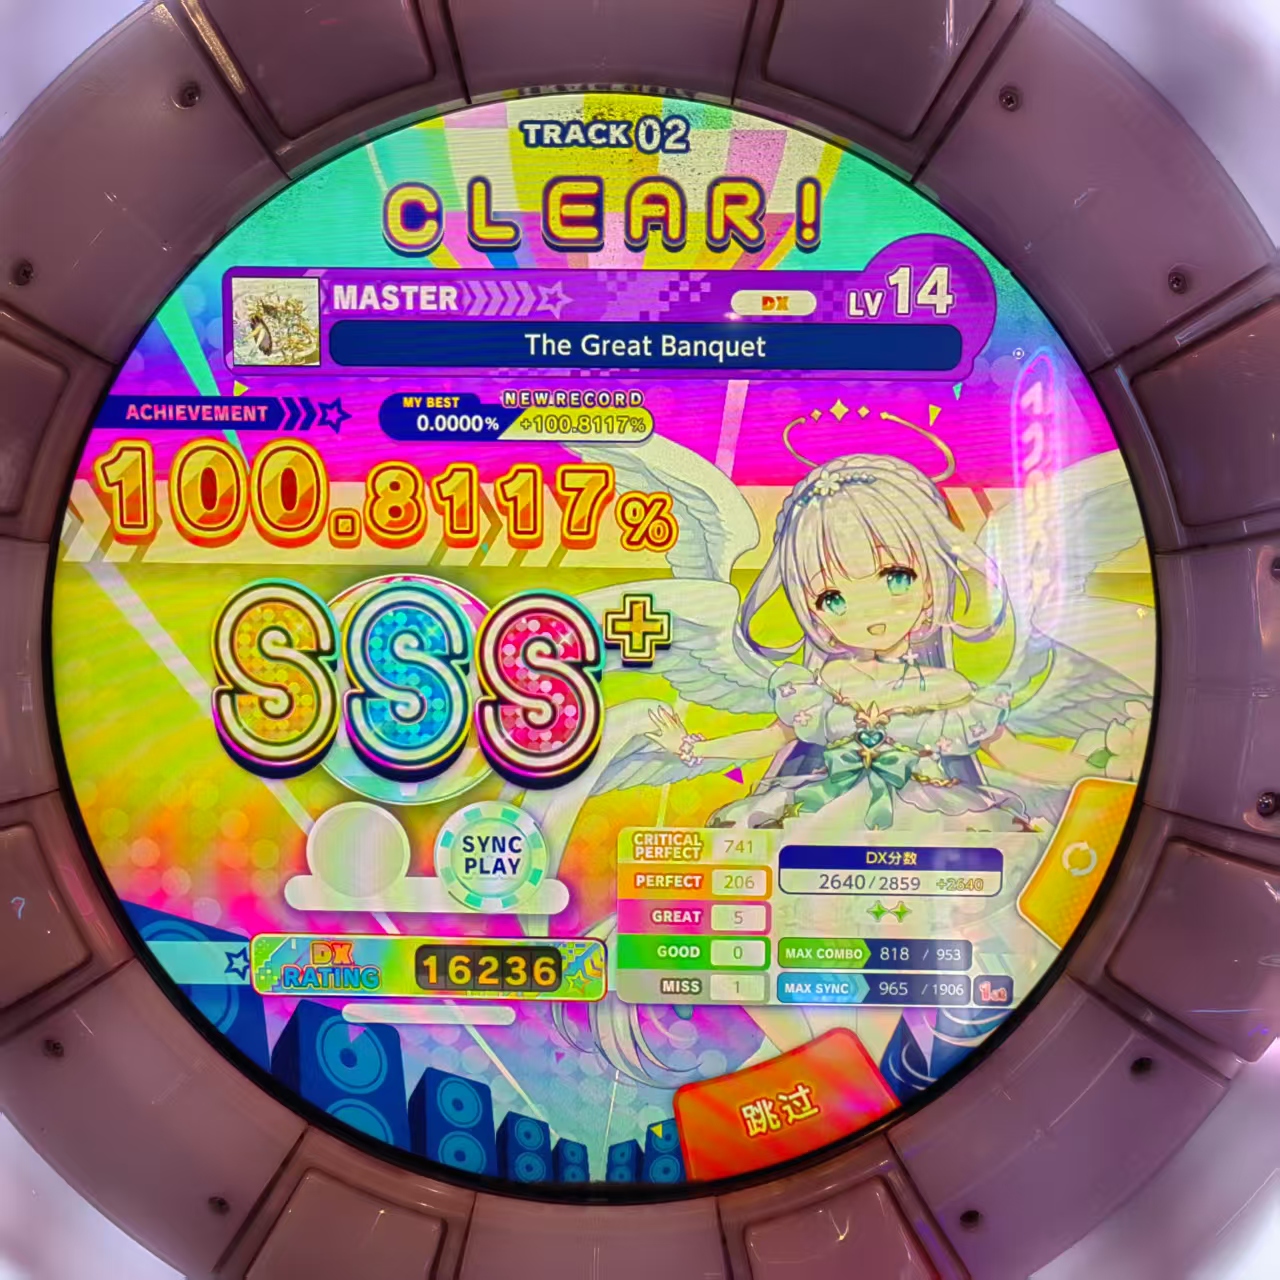 TRACK 02
CLEAR!
MASTER
DX
LV 14
The Great Banquet
ACHIEVEMENT
MY BEST
NEW RECORD
0.0000%
+100.8117%
100.8117%
SSS+
SYNC
PLAY
CRITICAL
PERFECT
741
PERFECT 206
GREAT 5
GOOD 0
MISS 1
DX分数
2640/2859 +2640
MAX COMBO 818 / 953
MAX SYNC 965 / 1906 1st
DX
RATING
16236
跳过